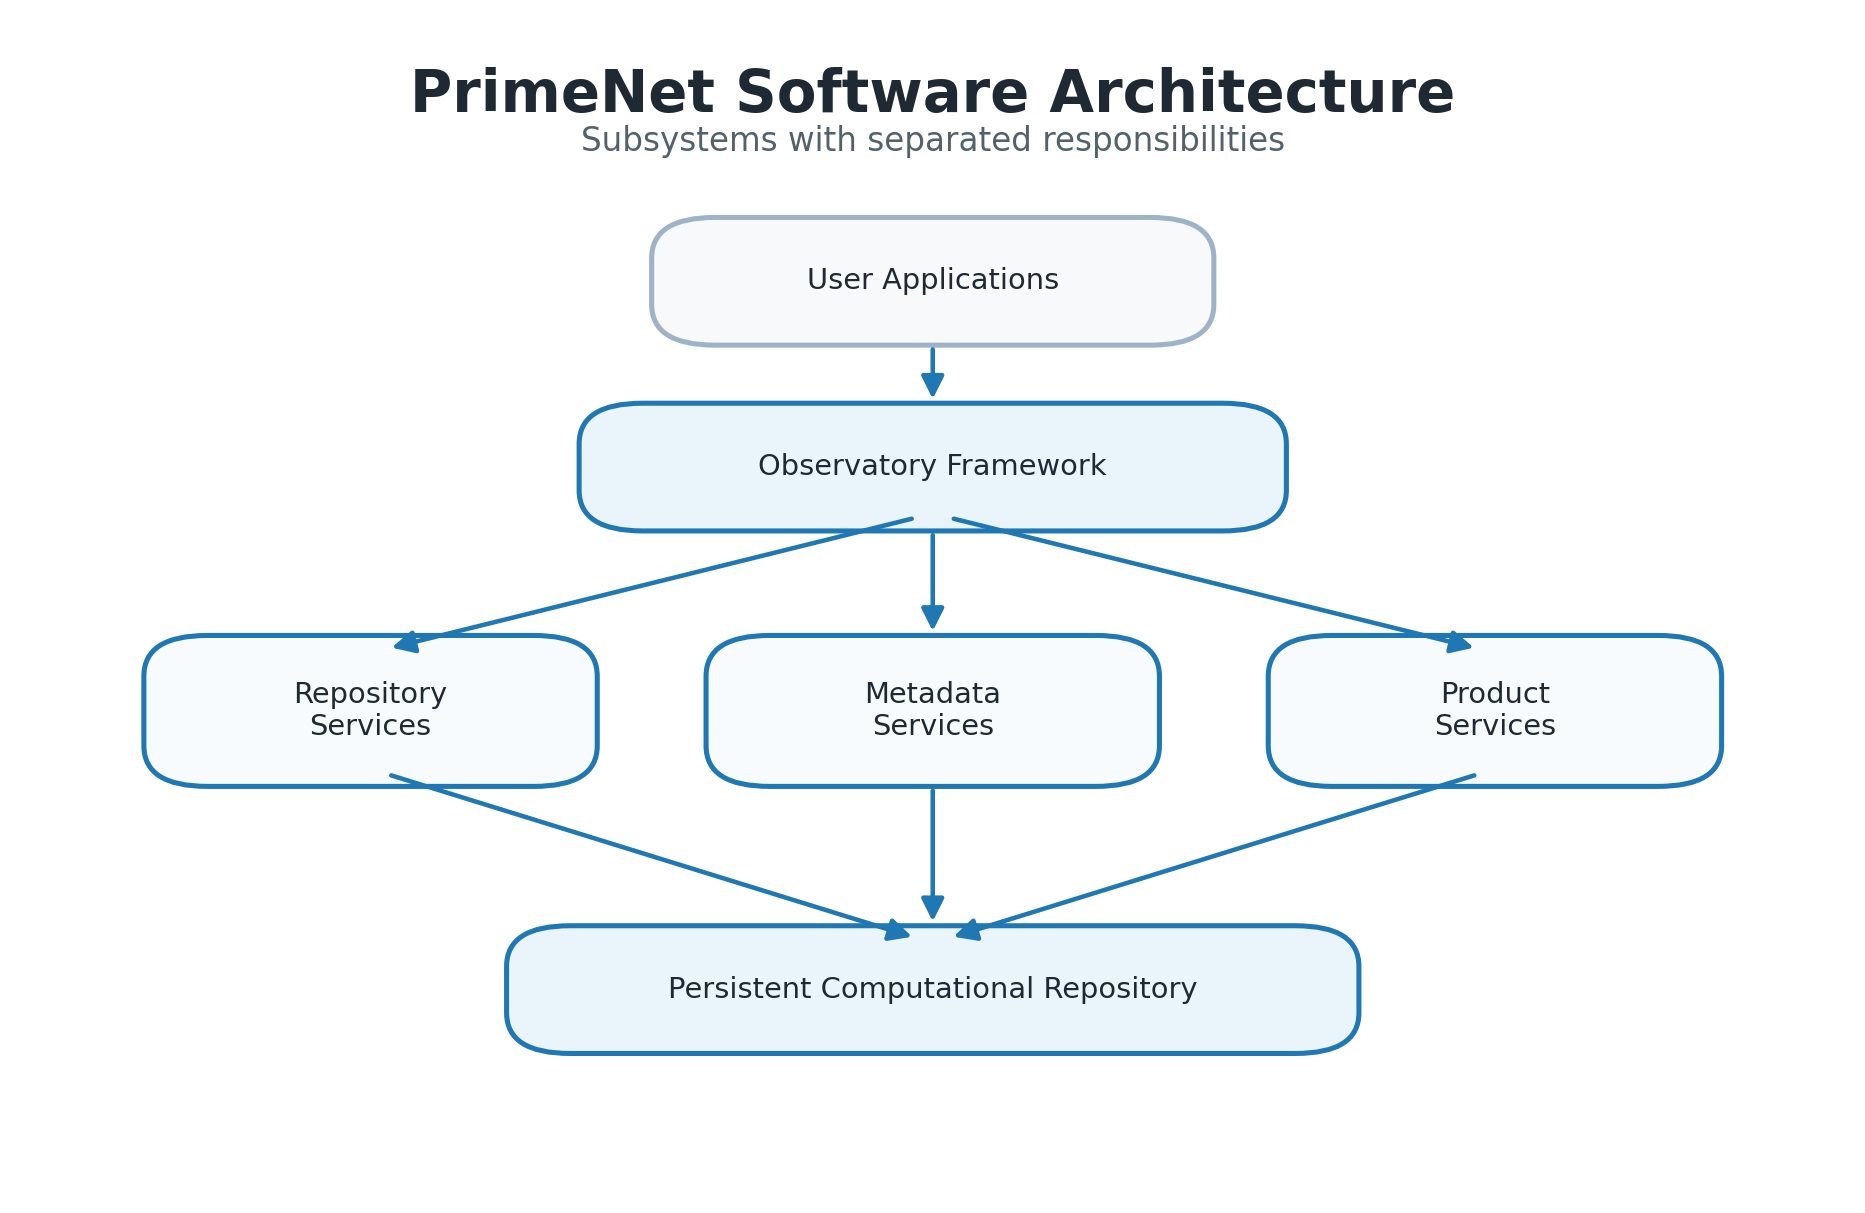 PrimeNet Software Architecture
Subsystems with separated responsibilities
User Applications
Observatory Framework
Repository
Services
Metadata
Services
Product
Services
Persistent Computational Repository